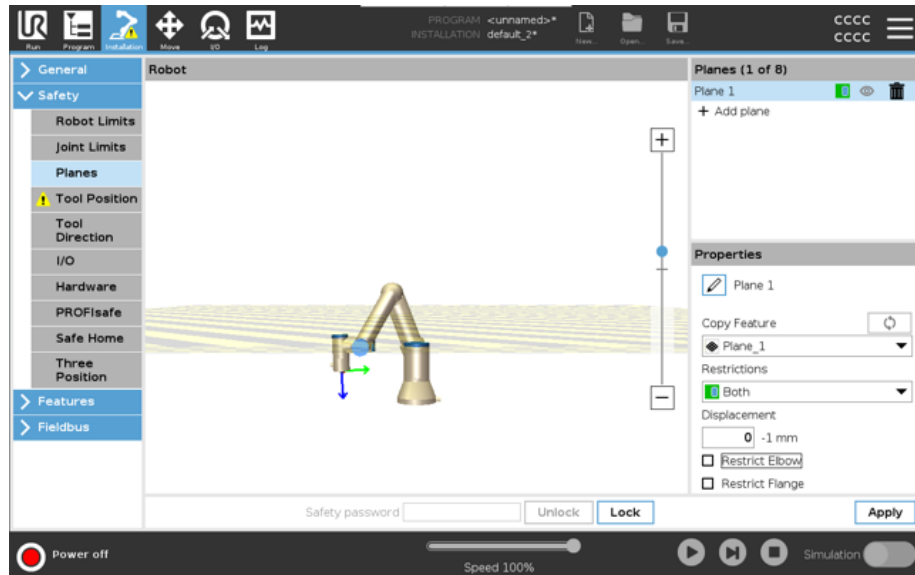 UR
PROGRAM <unnamed>*
INSTALLATION default_2*
CCCC
CCCC
Run
Program
Installation
Move
I/O
Log
New...
Open...
Save...
General
Robot
Planes (1 of 8)
Safety
Plane 1
Robot Limits
+ Add plane
Joint Limits
Planes
Tool Position
Tool
Direction
I/O
Properties
Hardware
Plane 1
PROFIsafe
Copy Feature
Safe Home
Plane_1
Three
Position
Restrictions
Both
Features
Displacement
Fieldbus
0 -1 mm
Restrict Elbow
Restrict Flange
Safety password
Unlock
Lock
Apply
Power off
Speed 100%
Simulation